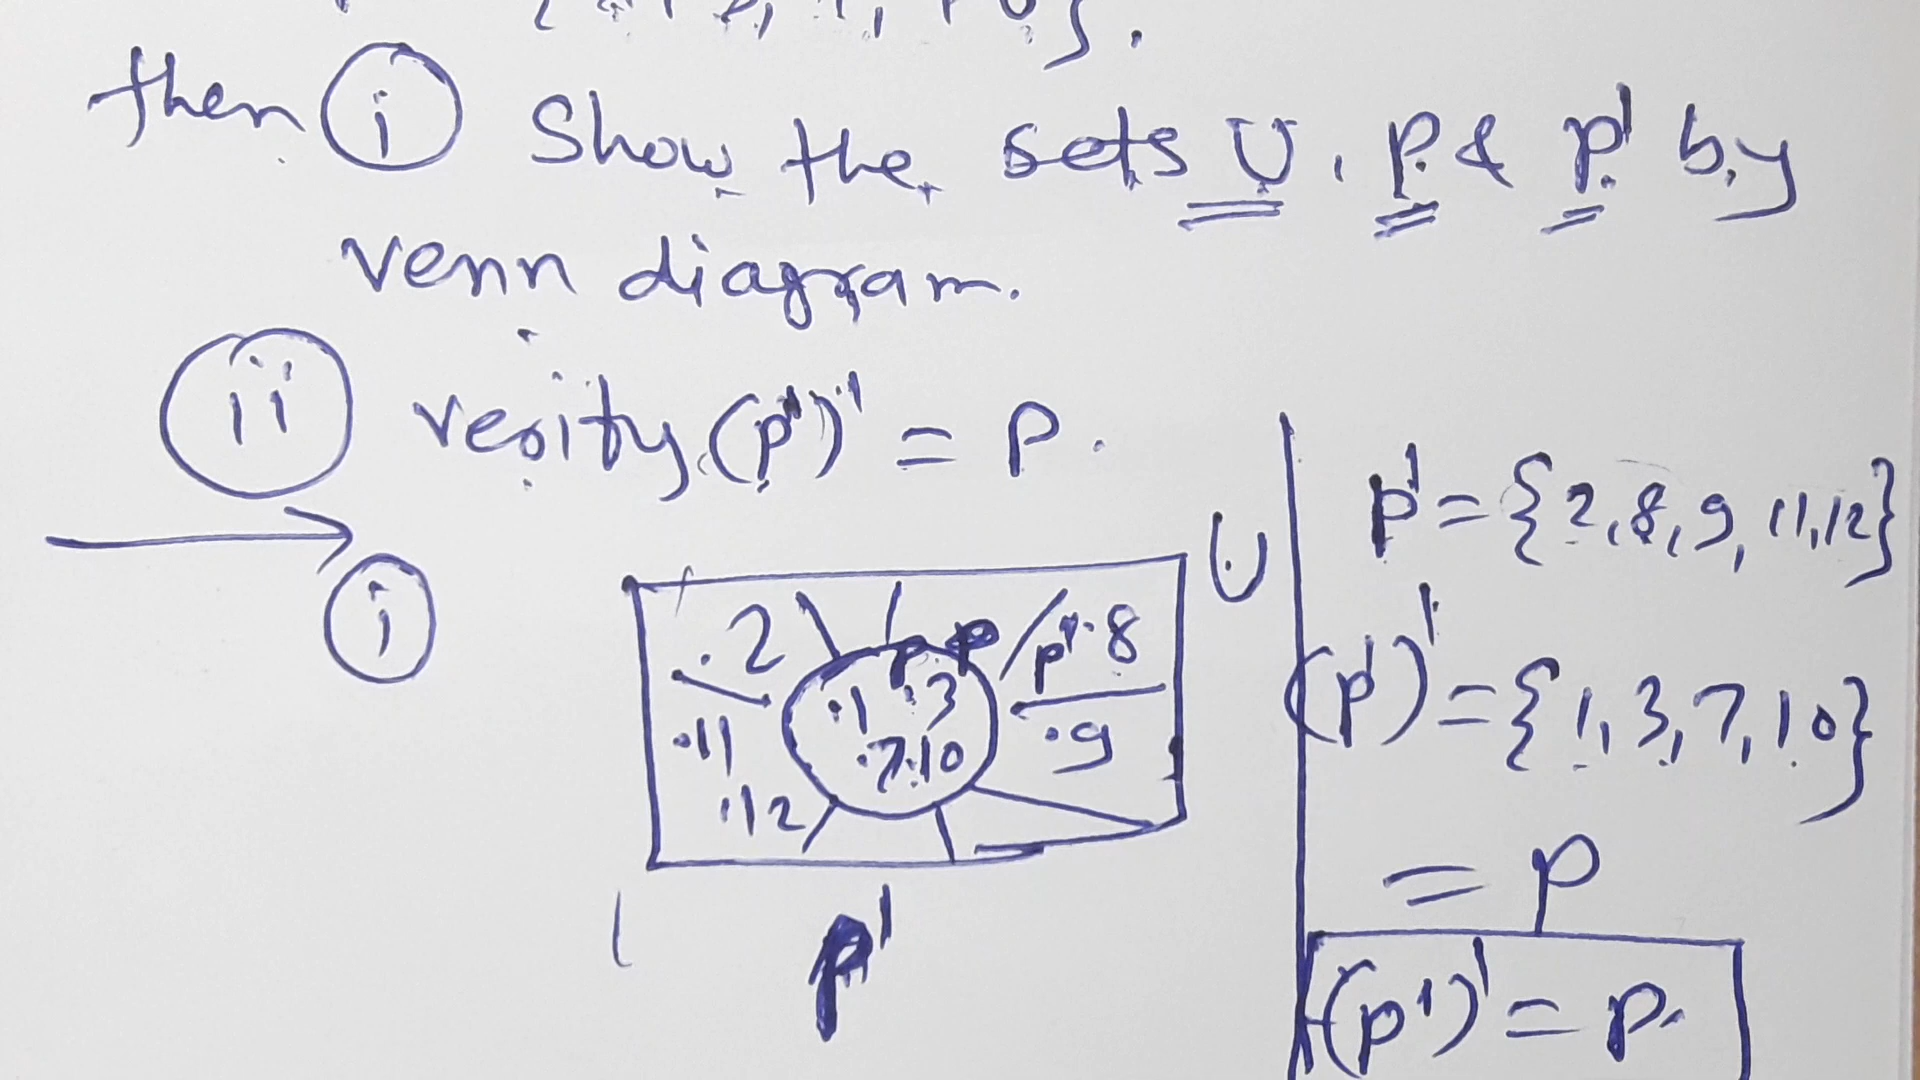 then (i) Show the sets U, P & P' by
venn diagram.
(ii) verity (P')' = P.
(i)
U
.2 P P P' .8
.1 .3
.11 .7 .10 .9
.12
P'
P' = {2, 8, 9, 11, 12}
(P')' = {1, 3, 7, 10}
= P
(P')' = P.